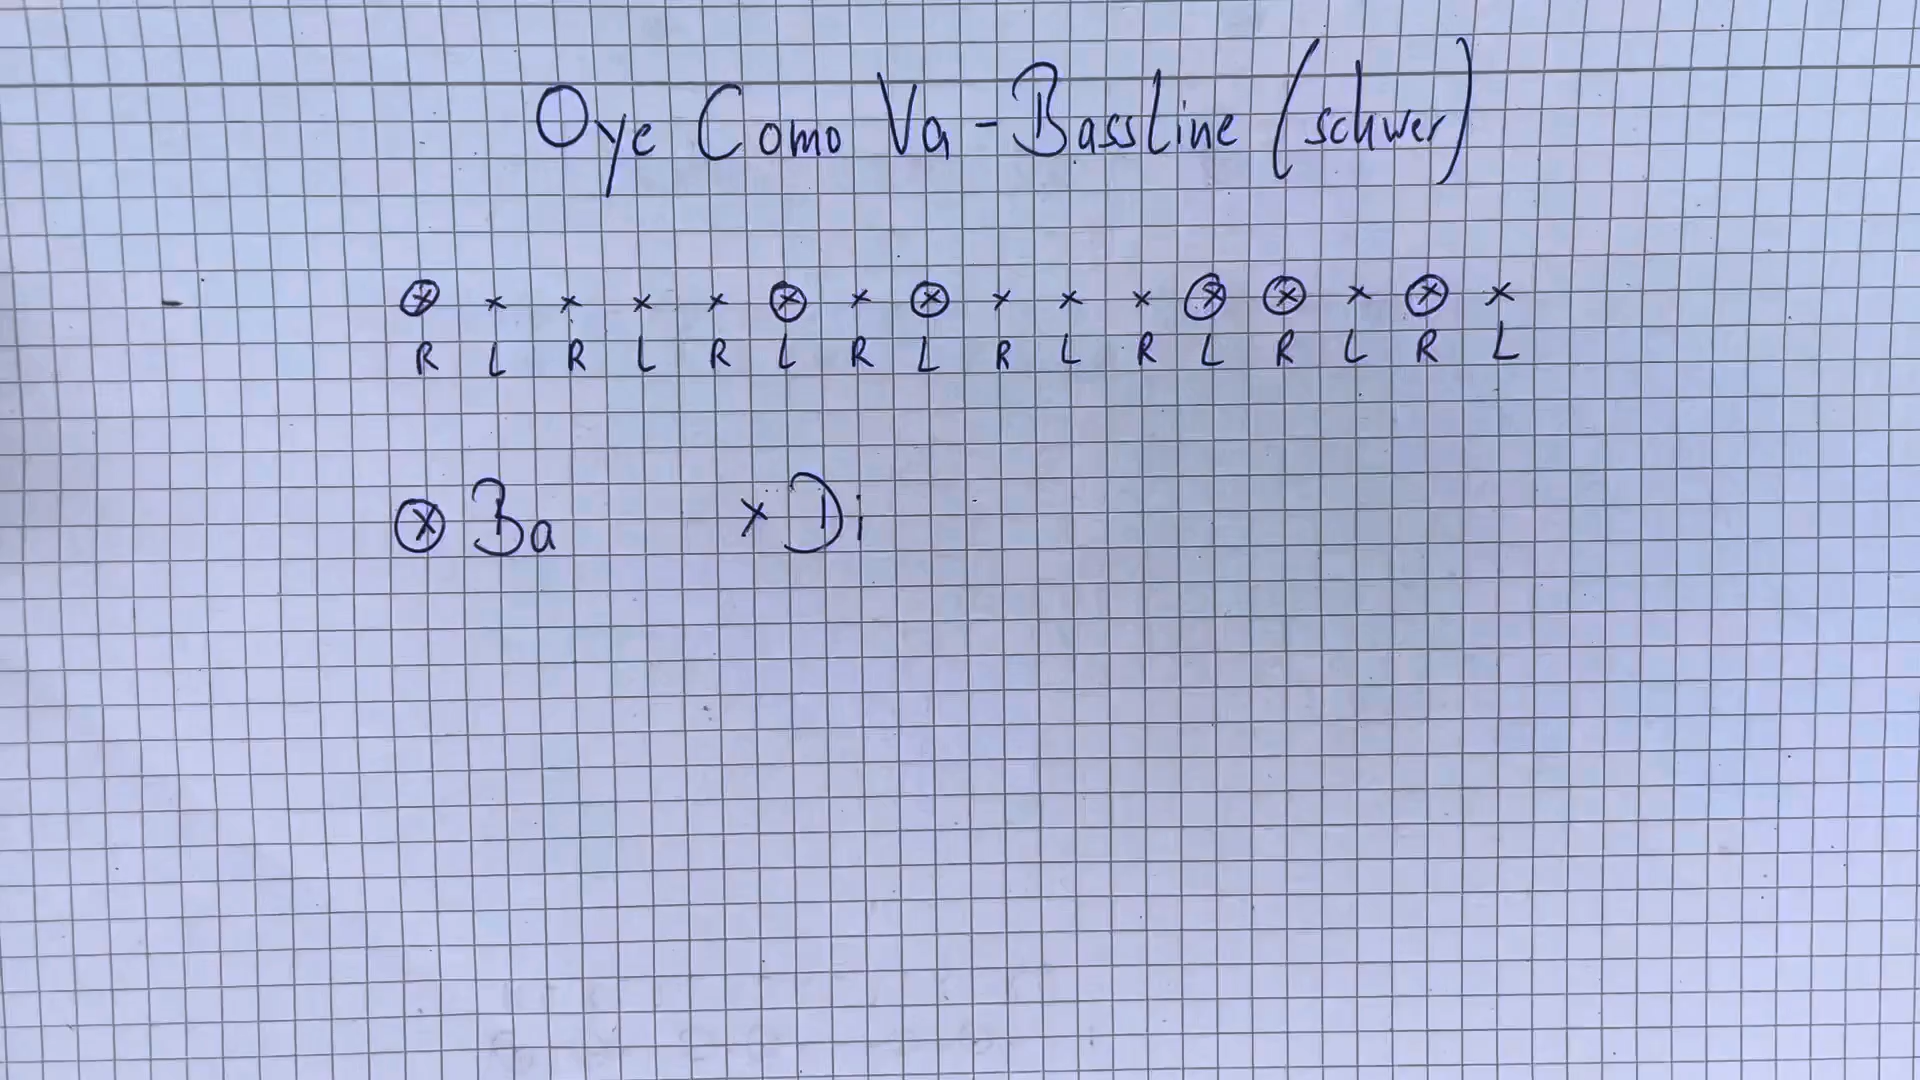 Oye Como Va - Bassline (schwer)
- ⊗ x x x x ⊗ x ⊗ x x x ⊗ ⊗ x ⊗ x
R L R L R L R L R L R L R L R L
⊗ Ba x Di